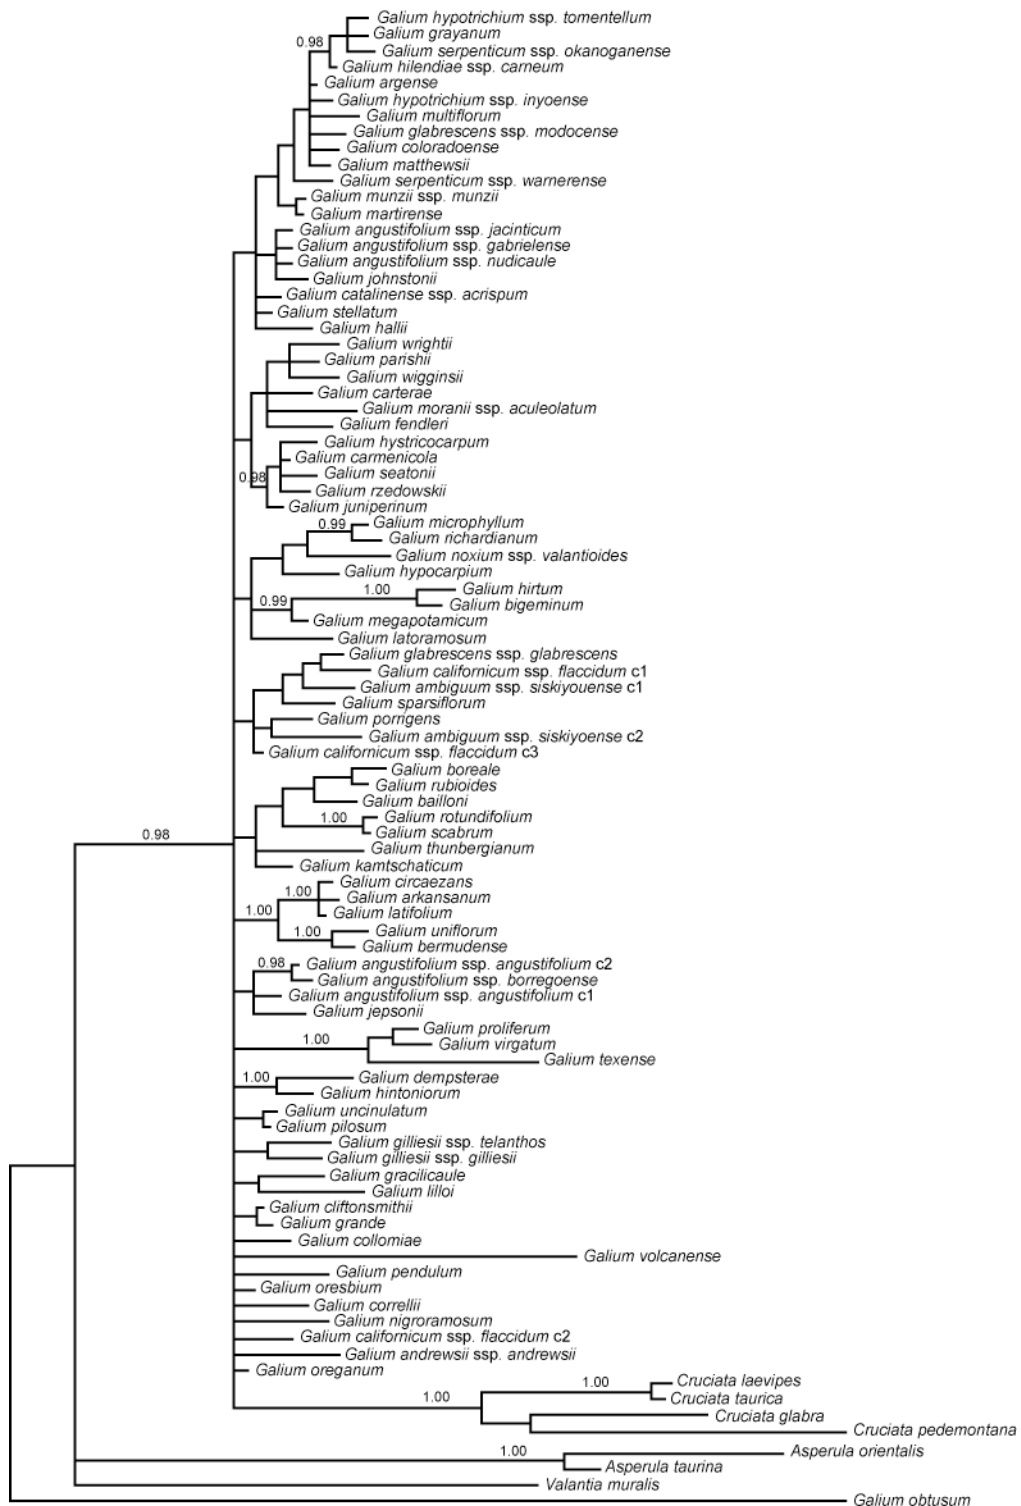 Galium hypotrichium ssp. tomentellum
Galium grayanum
0.98
Galium serpenticum ssp. okanoganense
Galium hilendiae ssp. carneum
Galium argense
Galium hypotrichium ssp. inyoense
Galium multiflorum
Galium glabrescens ssp. modocense
Galium coloradoense
Galium matthewsii
Galium serpenticum ssp. warnerense
Galium munzii ssp. munzii
Galium martirense
Galium angustifolium ssp. jacinticum
Galium angustifolium ssp. gabrielense
Galium angustifolium ssp. nudicaule
Galium johnstonii
Galium catalinense ssp. acrispum
Galium stellatum
Galium hallii
Galium wrightii
Galium parishii
Galium wigginsii
Galium carterae
Galium moranii ssp. aculeolatum
Galium fendleri
Galium hystricocarpum
Galium carmenicola
0.98
Galium seatonii
Galium rzedowskii
Galium juniperinum
0.99
Galium microphyllum
Galium richardianum
Galium noxium ssp. valantioides
Galium hypocarpium
1.00
Galium hirtum
0.99
Galium bigeminum
Galium megapotamicum
Galium latoramosum
Galium glabrescens ssp. glabrescens
Galium californicum ssp. flaccidum c1
Galium ambiguum ssp. siskiyouense c1
Galium sparsiflorum
Galium porrigens
Galium ambiguum ssp. siskiyoense c2
Galium californicum ssp. flaccidum c3
Galium boreale
Galium rubioides
Galium bailloni
1.00
Galium rotundifolium
Galium scabrum
0.98
Galium thunbergianum
Galium kamtschaticum
Galium circaezans
1.00
Galium arkansanum
1.00
Galium latifolium
1.00
Galium uniflorum
Galium bermudense
0.98
Galium angustifolium ssp. angustifolium c2
Galium angustifolium ssp. borregoense
Galium angustifolium ssp. angustifolium c1
Galium jepsonii
Galium proliferum
1.00
Galium virgatum
Galium texense
1.00
Galium dempsterae
Galium hintoniorum
Galium uncinulatum
Galium pilosum
Galium gilliesii ssp. telanthos
Galium gilliesii ssp. gilliesii
Galium gracilicaule
Galium lilloi
Galium cliftonsmithii
Galium grande
Galium collomiae
Galium volcanense
Galium pendulum
Galium oresbium
Galium correllii
Galium nigroramosum
Galium californicum ssp. flaccidum c2
Galium andrewsii ssp. andrewsii
Galium oreganum
1.00
Cruciata laevipes
1.00
Cruciata taurica
Cruciata glabra
Cruciata pedemontana
1.00
Asperula orientalis
Asperula taurina
Valantia muralis
Galium obtusum